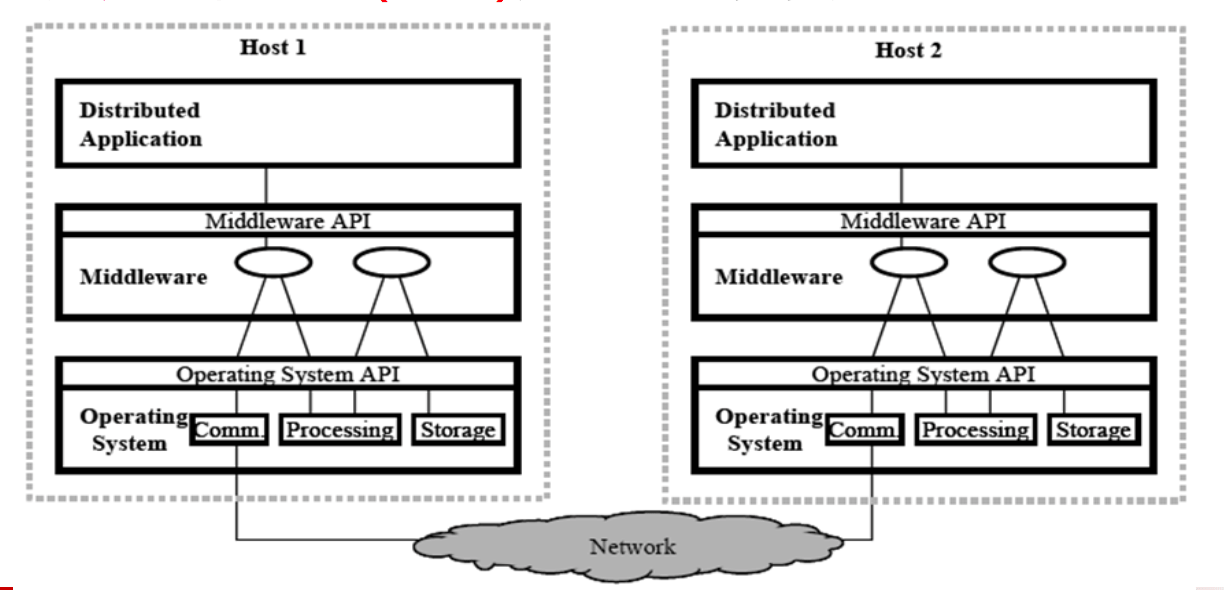 Host 1
Distributed
Application
Middleware API
Middleware
Operating System API
Operating
System
Comm.
Processing
Storage
Host 2
Distributed
Application
Middleware API
Middleware
Operating System API
Operating
System
Comm.
Processing
Storage
Network